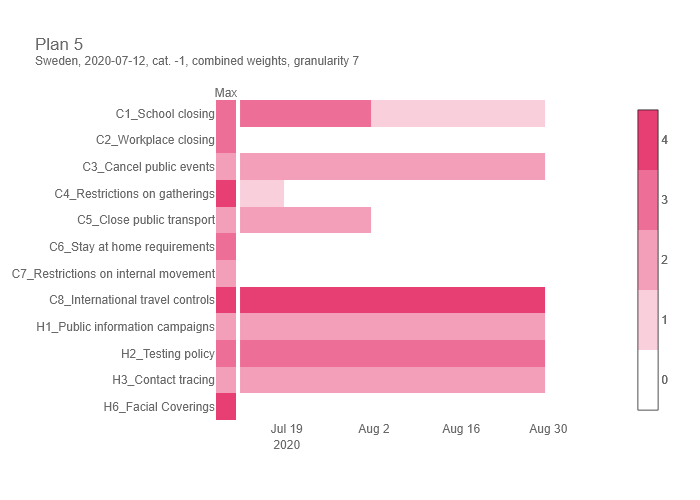 Plan 5
Sweden, 2020-07-12, cat. -1, combined weights, granularity 7
Max
C1_School closing
C2_Workplace closing
C3_Cancel public events
C4_Restrictions on gatherings
C5_Close public transport
C6_Stay at home requirements
C7_Restrictions on internal movement
C8_International travel controls
H1_Public information campaigns
H2_Testing policy
H3_Contact tracing
H6_Facial Coverings
Jul 19 Aug 2 Aug 16 Aug 30
2020
4
3
2
1
0